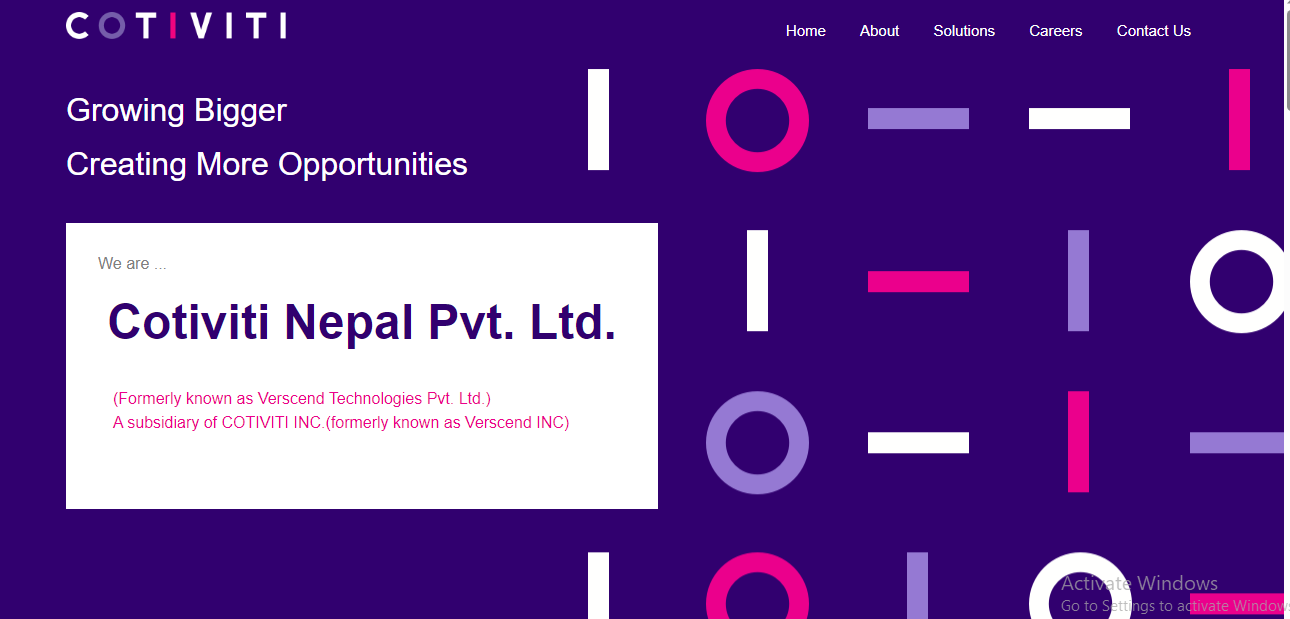 COTIVITI
Home About Solutions Careers Contact Us
Growing Bigger
Creating More Opportunities
We are ...
Cotiviti Nepal Pvt. Ltd.
(Formerly known as Verscend Technologies Pvt. Ltd.)
A subsidiary of COTIVITI INC.(formerly known as Verscend INC)
Activate Windows
Go to Settings to activate Windows